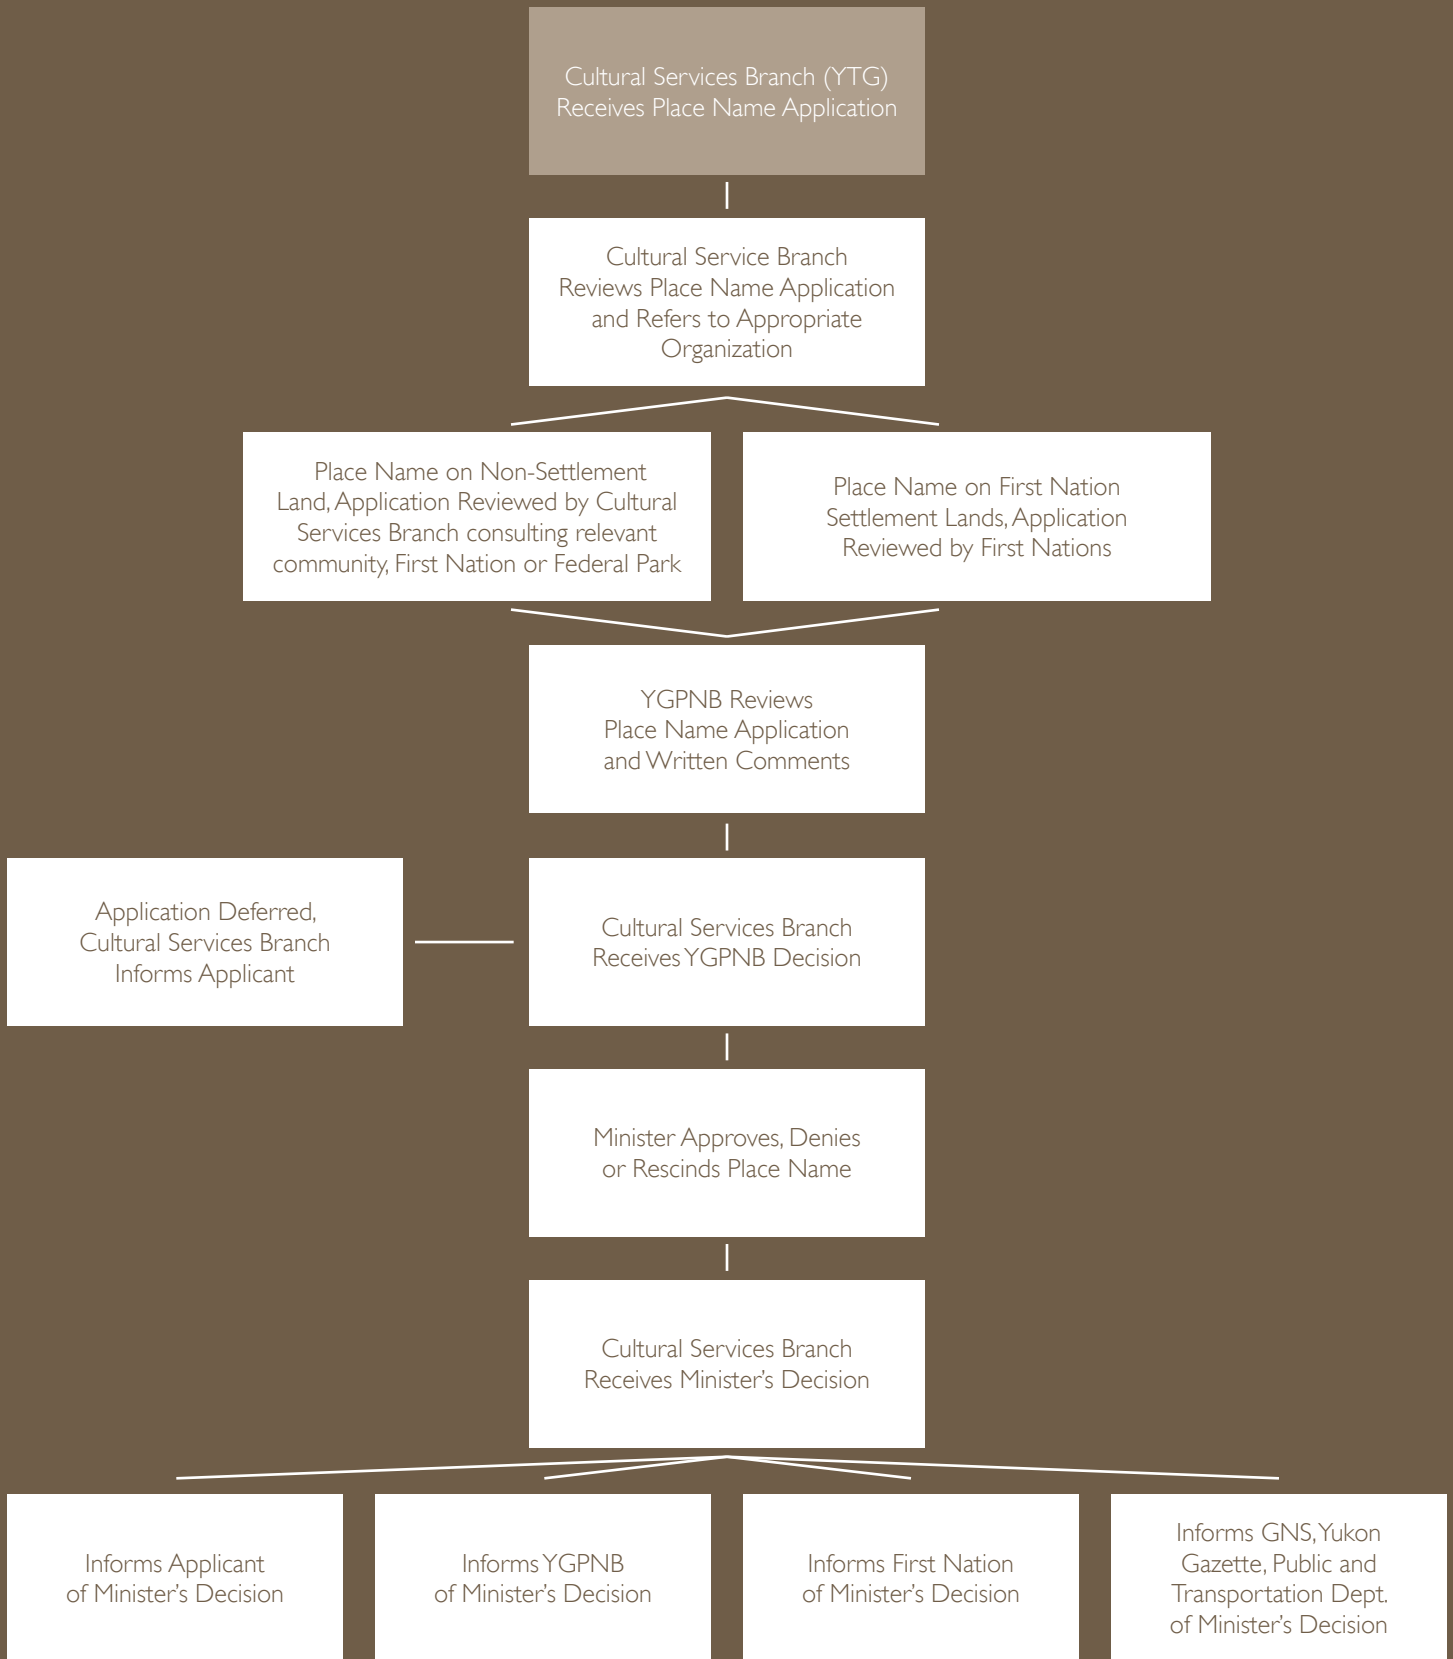 Cultural Services Branch (YTG)
Receives Place Name Application
Cultural Service Branch
Reviews Place Name Application
and Refers to Appropriate
Organization
Place Name on Non-Settlement
Land, Application Reviewed by Cultural
Services Branch consulting relevant
community, First Nation or Federal Park
Place Name on First Nation
Settlement Lands, Application
Reviewed by First Nations
YGPNB Reviews
Place Name Application
and Written Comments
Application Deferred,
Cultural Services Branch
Informs Applicant
Cultural Services Branch
Receives YGPNB Decision
Minister Approves, Denies
or Rescinds Place Name
Cultural Services Branch
Receives Minister's Decision
Informs Applicant
of Minister's Decision
Informs YGPNB
of Minister's Decision
Informs First Nation
of Minister's Decision
Informs GNS, Yukon
Gazette, Public and
Transportation Dept.
of Minister's Decision